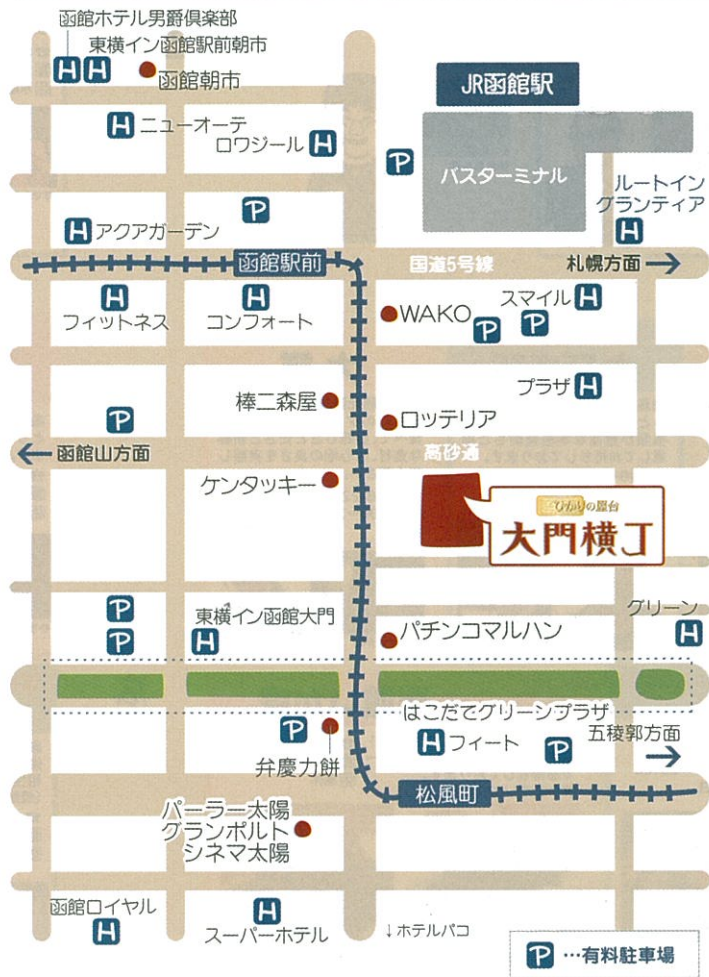 函館ホテル男爵倶楽部
東横イン函館駅前朝市
H H
函館朝市
JR函館駅
H ニューオーテ
ロワジール H
P
バスターミナル
ルートイン
グランティア
H
P
H アクアガーデン
函館駅前
国道5号線
札幌方面→
H
フィットネス
H
コンフォート
WAKO
P
スマイル H
P
プラザ H
棒二森屋
ロッテリア
P
←函館山方面
高砂通
ケンタッキー
ひかりの屋台
大門横丁
P
P
東横イン函館大門
H
パチンコマルハン
グリーン
H
はこだてグリーンプラザ
P
弁慶力餅
H フィート
P
五稜郭方面
→
松風町
パーラー太陽
グランポルト
シネマ太陽
函館ロイヤル
H
H
スーパーホテル
↓ホテルパコ
P …有料駐車場